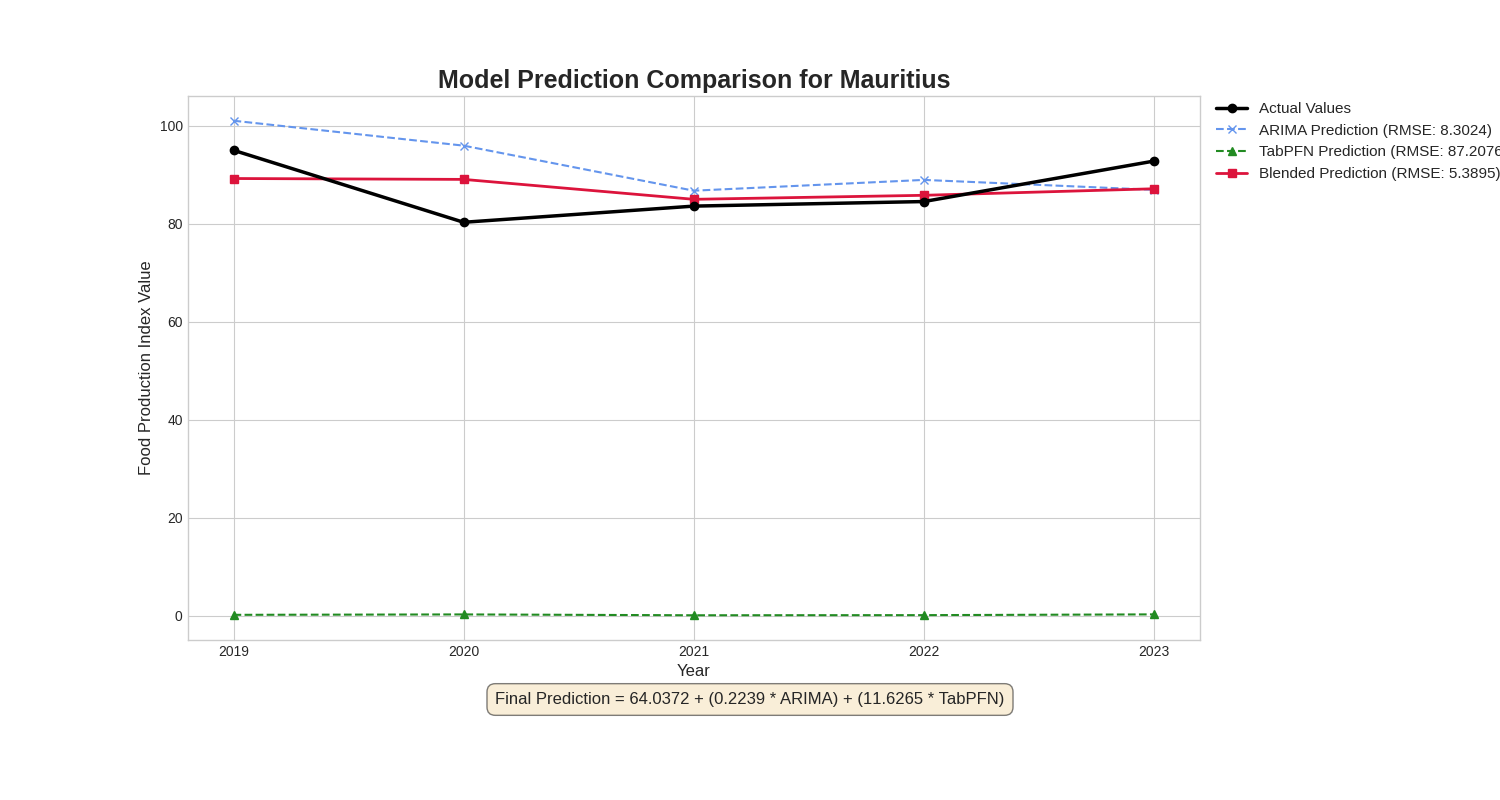 Model Prediction Comparison for Mauritius
Actual Values
ARIMA Prediction (RMSE: 8.3024)
TabPFN Prediction (RMSE: 87.2076
Blended Prediction (RMSE: 5.3895)
Food Production Index Value
100
80
60
40
20
0
2019 2020 2021 2022 2023
Year
Final Prediction = 64.0372 + (0.2239 * ARIMA) + (11.6265 * TabPFN)